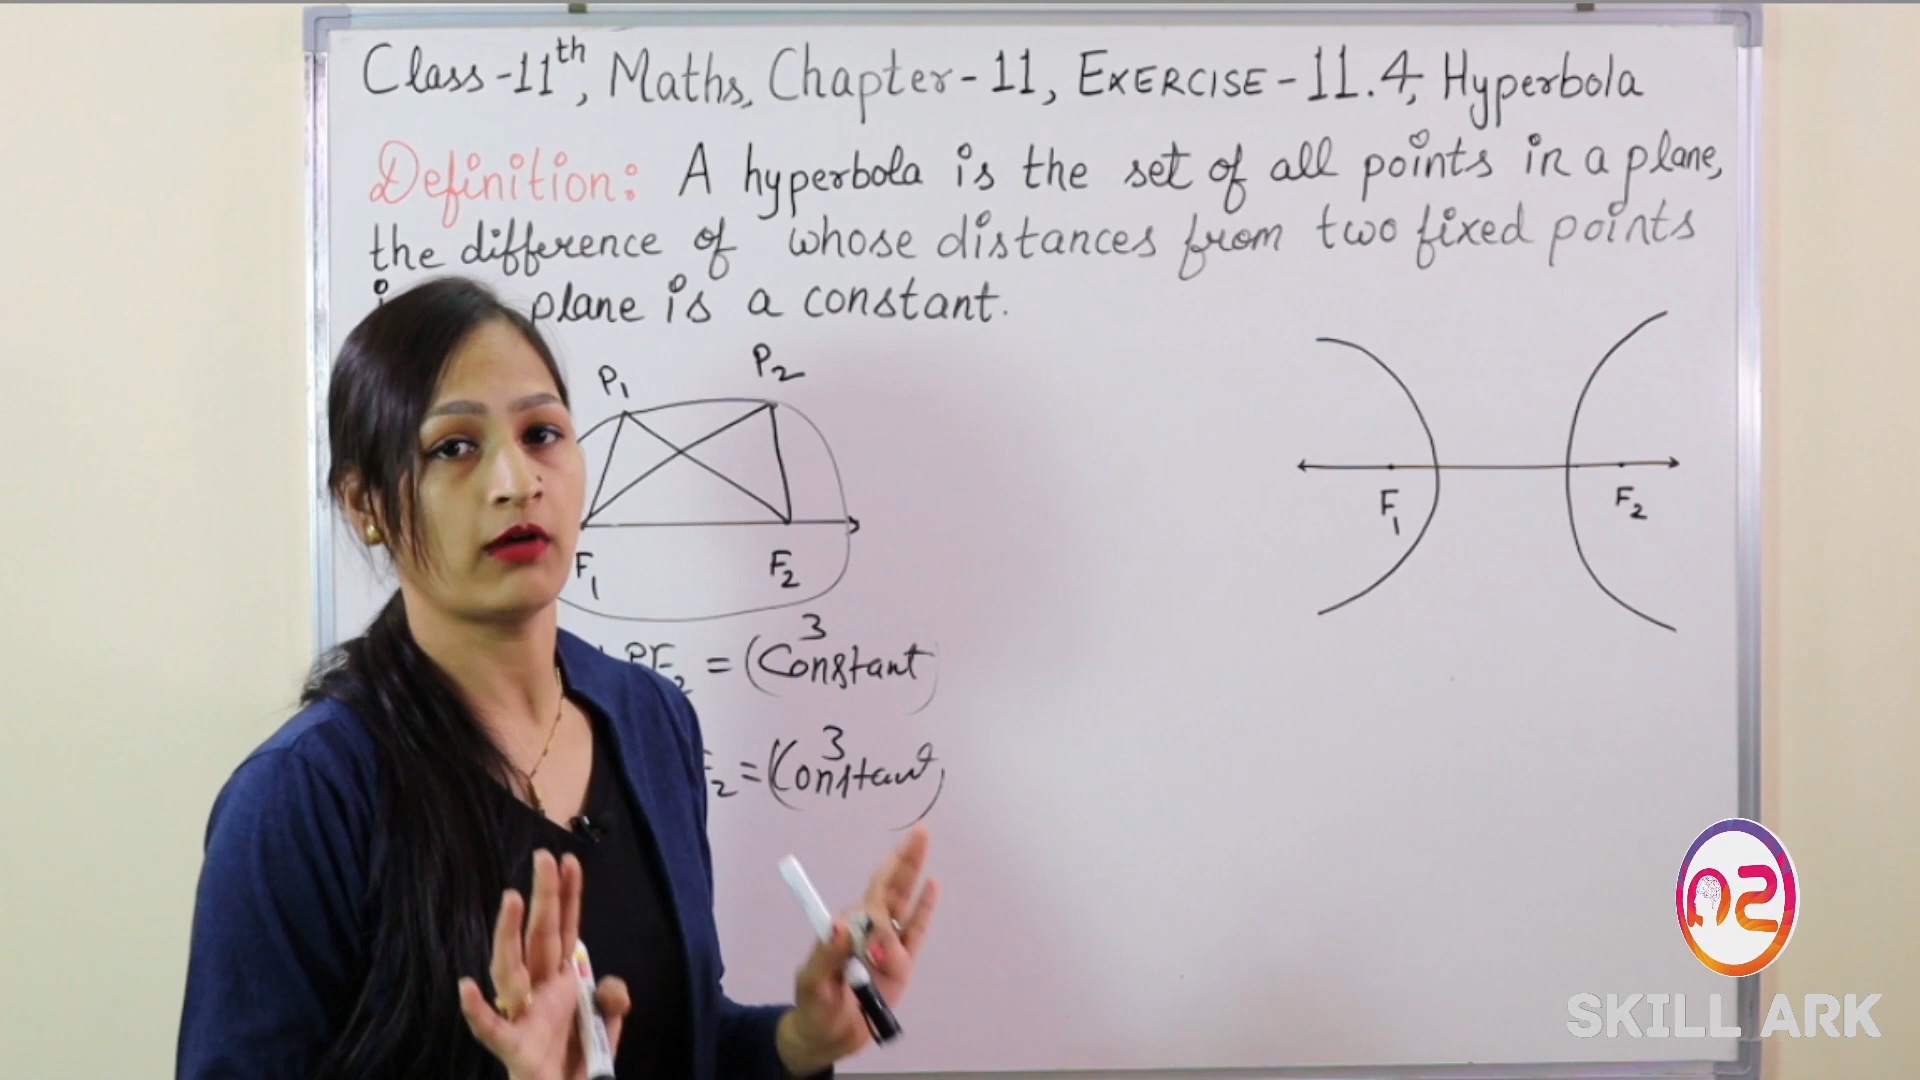 Class -11th, Maths, Chapter - 11, EXERCISE - 11.4, Hyperbola
Definition: A hyperbola is the set of all points in a plane,
the difference of whose distances from two fixed points
plane is a constant.
P1
P2
F1
F2
F1
F2
3
PF2 = (Constant)
3
F2 = (Constant)
SKILL ARK